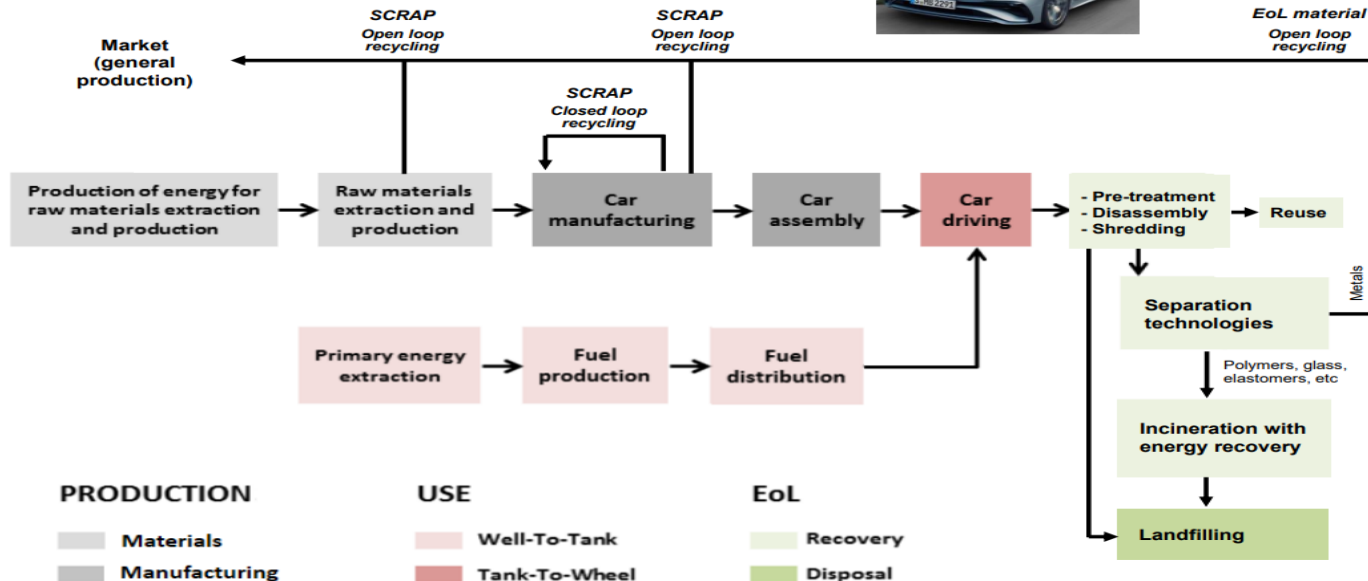 SCRAP
Open loop
recycling
SCRAP
Open loop
recycling
EoL material
Open loop
recycling
Market
(general
production)
SCRAP
Closed loop
recycling
Production of energy for
raw materials extraction
and production
Raw materials
extraction and
production
Car
manufacturing
Car
assembly
Car
driving
- Pre-treatment
- Disassembly
- Shredding
Reuse
Separation
technologies
Metals
Primary energy
extraction
Fuel
production
Fuel
distribution
Polymers, glass,
elastomers, etc
Incineration with
energy recovery
Landfilling
PRODUCTION
USE
EoL
Materials
Well-To-Tank
Recovery
Manufacturing
Tank-To-Wheel
Disposal